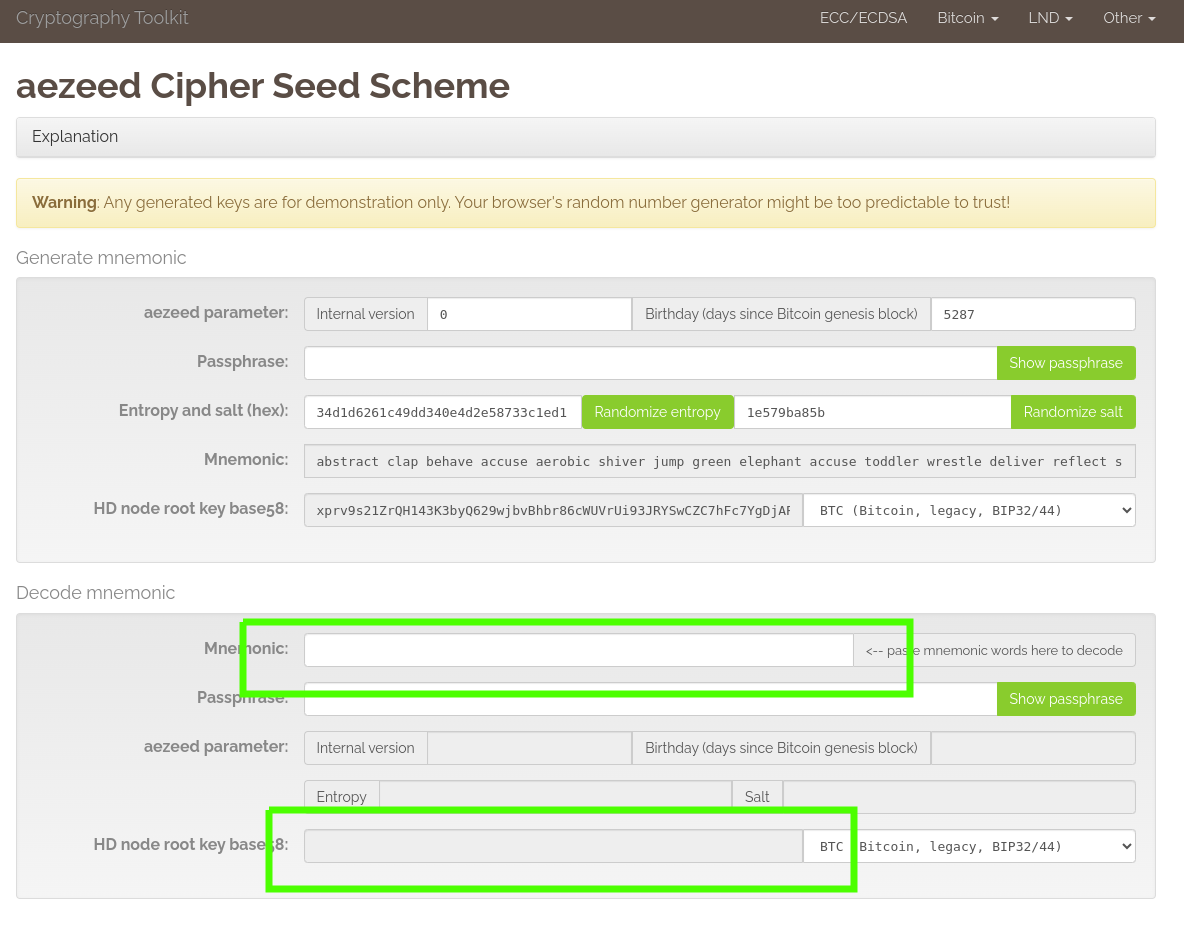 Cryptography Toolkit ECC/ECDSA Bitcoin LND Other
aezeed Cipher Seed Scheme
Explanation
Warning: Any generated keys are for demonstration only. Your browser's random number generator might be too predictable to trust!
Generate mnemonic
aezeed parameter: Internal version 0 Birthday (days since Bitcoin genesis block) 5287
Passphrase: Show passphrase
Entropy and salt (hex): 34d1d6261c49dd340e4d2e58733c1ed1 Randomize entropy 1e579ba85b Randomize salt
Mnemonic: abstract clap behave accuse aerobic shiver jump green elephant accuse toddler wrestle deliver reflect s
HD node root key base58: xprv9s21ZrQH143K3byQ629wjbvBhbr86cWUVrUi93JRYSwCZC7hFc7YgDjAF BTC (Bitcoin, legacy, BIP32/44)
Decode mnemonic
Mnemonic: <-- paste mnemonic words here to decode
Passphrase: Show passphrase
aezeed parameter: Internal version Birthday (days since Bitcoin genesis block)
Entropy Salt
HD node root key base58: BTC (Bitcoin, legacy, BIP32/44)